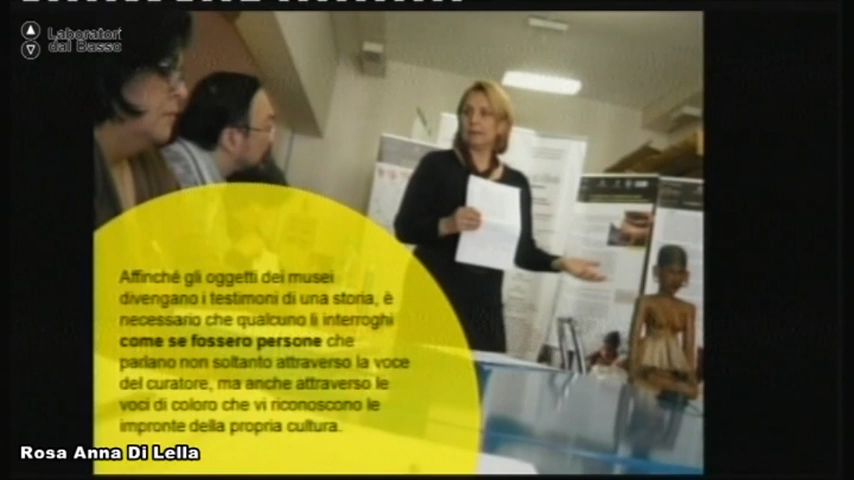 Laboratori
dal Basso
Affinché gli oggetti dei musei
divengano i testimoni di una storia, è
necessario che qualcuno li interroghi
come se fossero persone che
parlano non soltanto attraverso la voce
del curatore, ma anche attraverso le
voci di coloro che vi riconoscono le
impronte della propria cultura.
Rosa Anna Di Lella